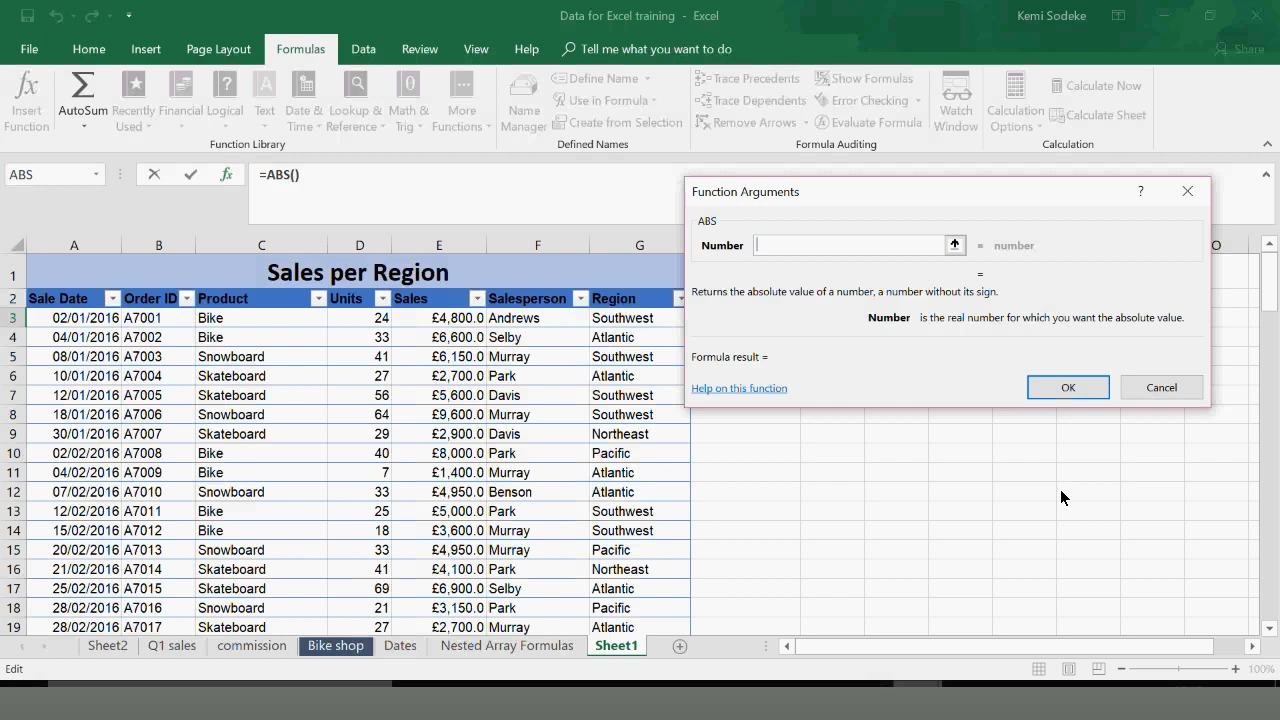 Data for Excel training - Excel
Kemi Sodeke
File Home Insert Page Layout Formulas Data Review View Help Tell me what you want to do Share
Insert Function
AutoSum
Recently Used
Financial
Logical
Text
Date & Time
Lookup & Reference
Math & Trig
More Functions
Function Library
Name Manager
Define Name
Use in Formula
Create from Selection
Defined Names
Trace Precedents
Trace Dependents
Remove Arrows
Show Formulas
Error Checking
Evaluate Formula
Formula Auditing
Watch Window
Calculation Options
Calculate Now
Calculate Sheet
Calculation
ABS fx =ABS()
Function Arguments ?
ABS
Number = number
=
Returns the absolute value of a number, a number without its sign.
Number is the real number for which you want the absolute value.
Formula result =
Help on this function
OK Cancel
A B C D E F G O
1 Sales per Region
2 Sale Date Order ID Product Units Sales Salesperson Region
3 02/01/2016 A7001 Bike 24 £4,800.0 Andrews Southwest
4 04/01/2016 A7002 Bike 33 £6,600.0 Selby Atlantic
5 08/01/2016 A7003 Snowboard 41 £6,150.0 Murray Southwest
6 10/01/2016 A7004 Skateboard 27 £2,700.0 Park Atlantic
7 12/01/2016 A7005 Skateboard 56 £5,600.0 Davis Southwest
8 18/01/2016 A7006 Snowboard 64 £9,600.0 Murray Southwest
9 30/01/2016 A7007 Skateboard 29 £2,900.0 Davis Northeast
10 02/02/2016 A7008 Bike 40 £8,000.0 Park Pacific
11 04/02/2016 A7009 Bike 7 £1,400.0 Murray Atlantic
12 07/02/2016 A7010 Snowboard 33 £4,950.0 Benson Atlantic
13 12/02/2016 A7011 Bike 25 £5,000.0 Park Southwest
14 15/02/2016 A7012 Bike 18 £3,600.0 Murray Southwest
15 20/02/2016 A7013 Snowboard 33 £4,950.0 Murray Pacific
16 21/02/2016 A7014 Skateboard 41 £4,100.0 Park Northeast
17 25/02/2016 A7015 Skateboard 69 £6,900.0 Selby Atlantic
18 28/02/2016 A7016 Snowboard 21 £3,150.0 Park Pacific
19 28/02/2016 A7017 Skateboard 27 £2,700.0 Murray Atlantic
Sheet2 Q1 sales commission Bike shop Dates Nested Array Formulas Sheet1
Edit 100%